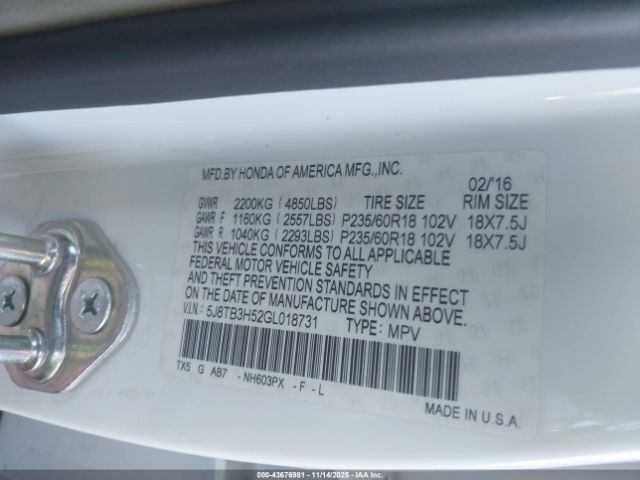 MFD.BY HONDA OF AMERICA MFG.,INC. 02/'16
GVWR 2200KG (4850LBS) TIRE SIZE RIM SIZE
GAWR F 1160KG (2557LBS) P235/60R18 102V 18X7.5J
GAWR R 1040KG (2293LBS) P235/60R18 102V 18X7.5J
THIS VEHICLE CONFORMS TO ALL APPLICABLE
FEDERAL MOTOR VEHICLE SAFETY
AND THEFT PREVENTION STANDARDS IN EFFECT
ON THE DATE OF MANUFACTURE SHOWN ABOVE.
V.I.N.: 5J8TB3H52GL018731 TYPE: MPV
TX5 G AB7 - NH603PX - F - L
MADE IN U.S.A.
000-43676981 - 11/14/2025 - IAA Inc.